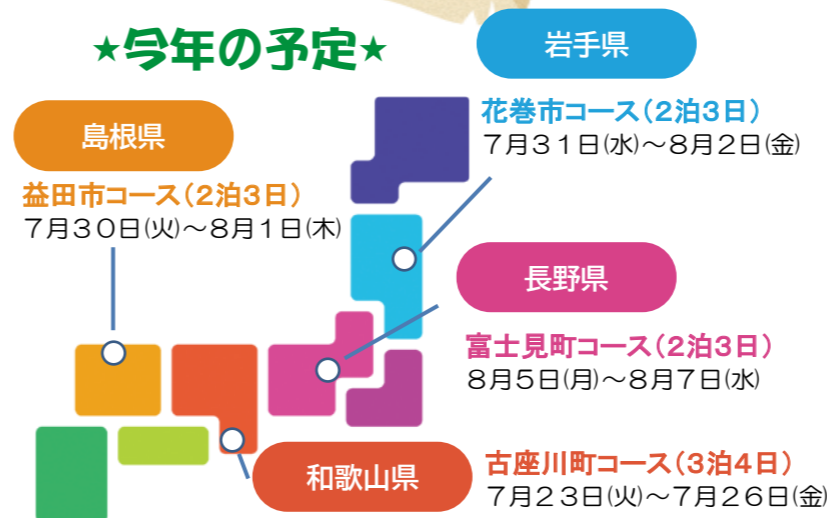 ★今年の予定★
岩手県
花巻市コース(２泊３日)
７月３１日(水)～８月２日(金)
島根県
益田市コース(２泊３日)
７月３０日(火)～８月１日(木)
長野県
富士見町コース(２泊３日)
８月５日(月)～８月７日(水)
和歌山県
古座川町コース(３泊４日)
７月２３日(火)～７月２６日(金)